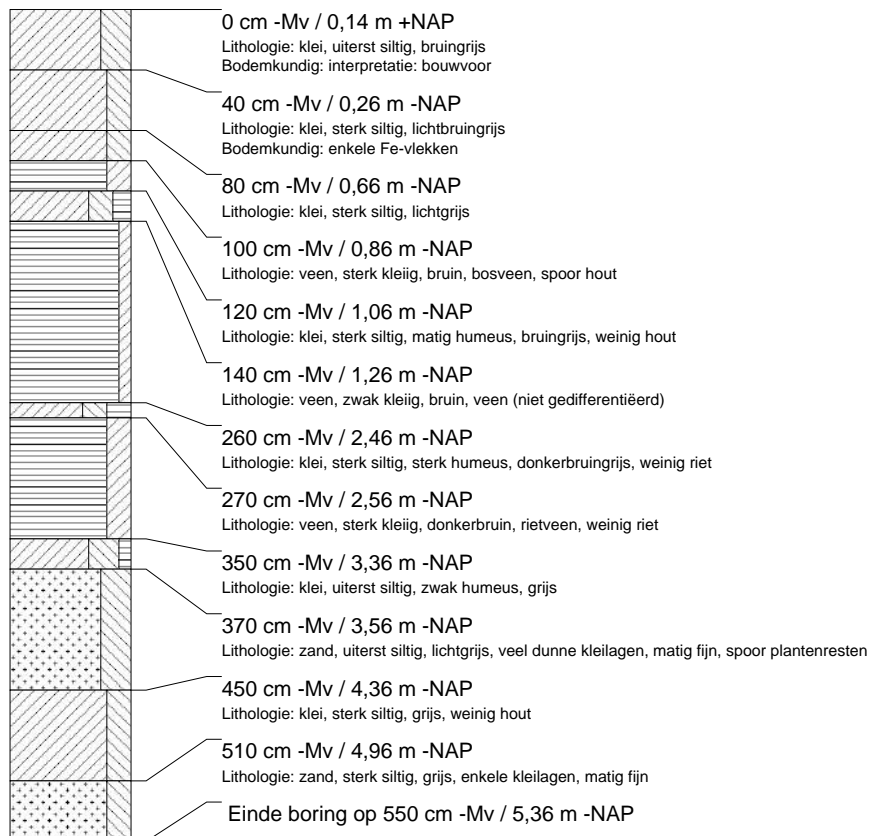 0 cm -Mv / 0,14 m +NAP
Lithologie: klei, uiterst siltig, bruingrijs
Bodemkundig: interpretatie: bouwvoor
40 cm -Mv / 0,26 m -NAP
Lithologie: klei, sterk siltig, lichtbruingrijs
Bodemkundig: enkele Fe-vlekken
80 cm -Mv / 0,66 m -NAP
Lithologie: klei, sterk siltig, lichtgrijs
100 cm -Mv / 0,86 m -NAP
Lithologie: veen, sterk kleiig, bruin, bosveen, spoor hout
120 cm -Mv / 1,06 m -NAP
Lithologie: klei, sterk siltig, matig humeus, bruingrijs, weinig hout
140 cm -Mv / 1,26 m -NAP
Lithologie: veen, zwak kleiig, bruin, veen (niet gedifferentiëerd)
260 cm -Mv / 2,46 m -NAP
Lithologie: klei, sterk siltig, sterk humeus, donkerbruingrijs, weinig riet
270 cm -Mv / 2,56 m -NAP
Lithologie: veen, sterk kleiig, donkerbruin, rietveen, weinig riet
350 cm -Mv / 3,36 m -NAP
Lithologie: klei, uiterst siltig, zwak humeus, grijs
370 cm -Mv / 3,56 m -NAP
Lithologie: zand, uiterst siltig, lichtgrijs, veel dunne kleilagen, matig fijn, spoor plantenresten
450 cm -Mv / 4,36 m -NAP
Lithologie: klei, sterk siltig, grijs, weinig hout
510 cm -Mv / 4,96 m -NAP
Lithologie: zand, sterk siltig, grijs, enkele kleilagen, matig fijn
Einde boring op 550 cm -Mv / 5,36 m -NAP